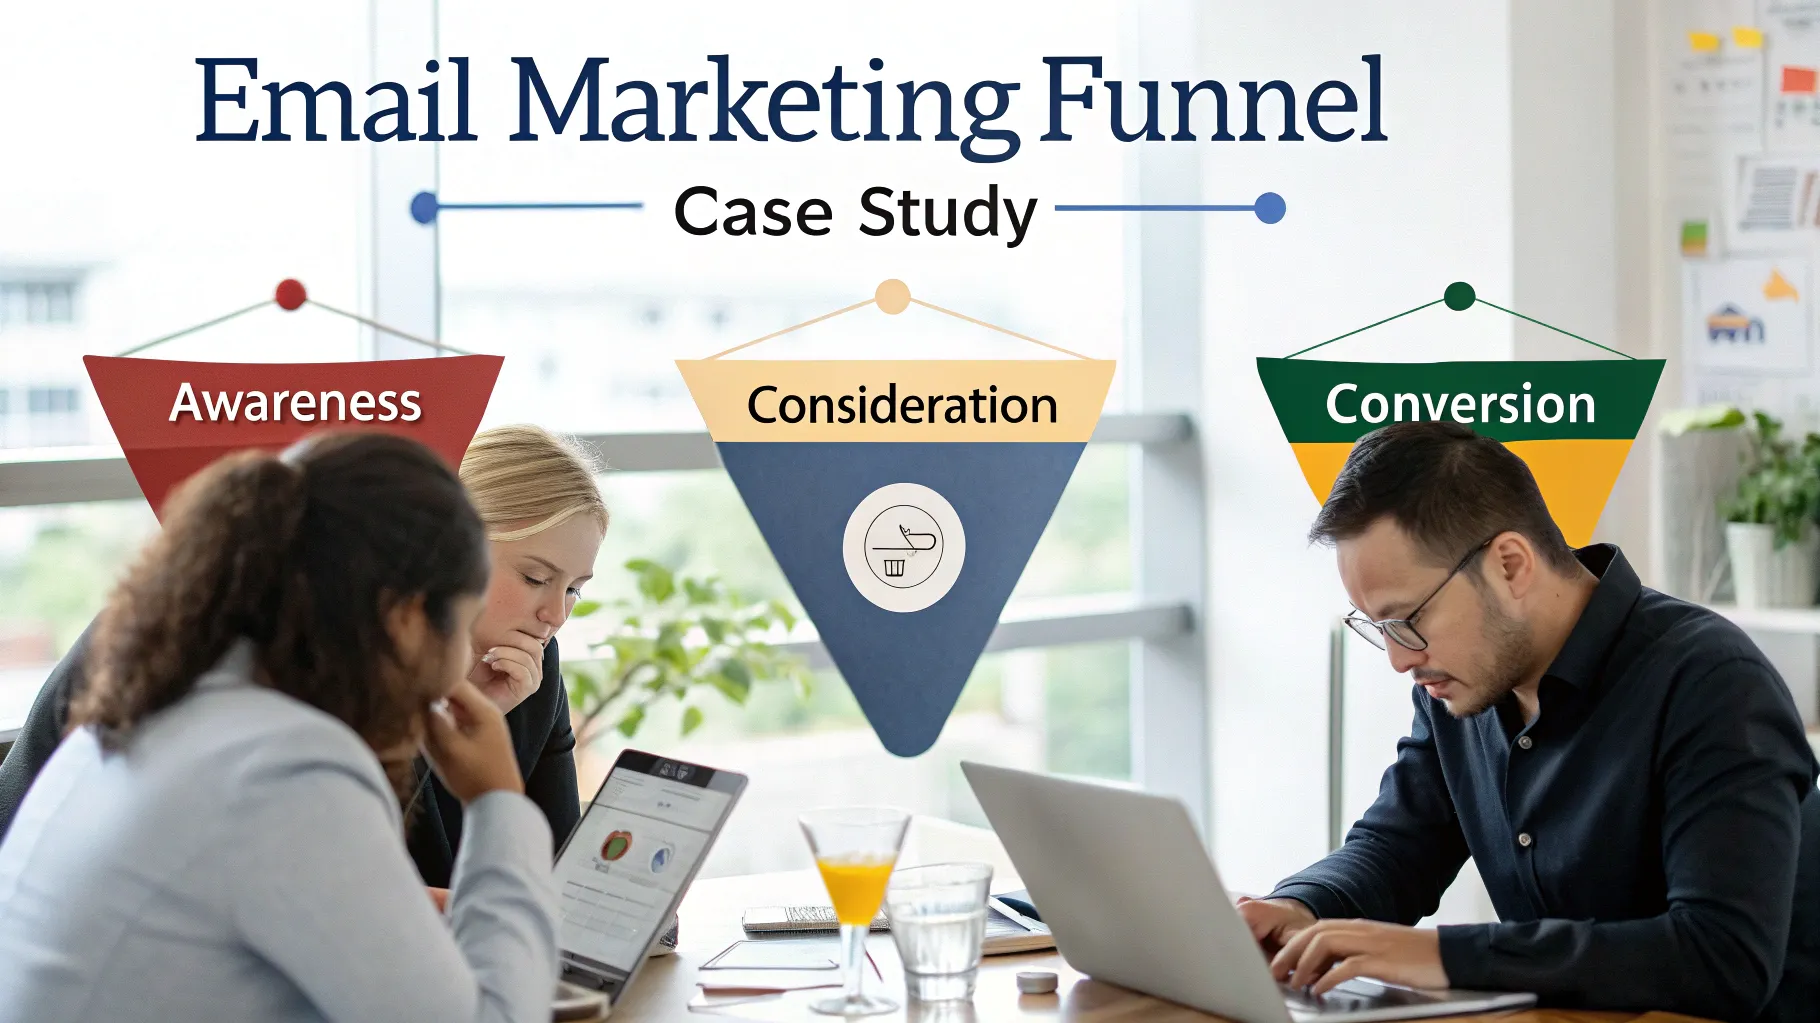 Email Marketing Funnel
Case Study
Awareness
Consideration
Conversion